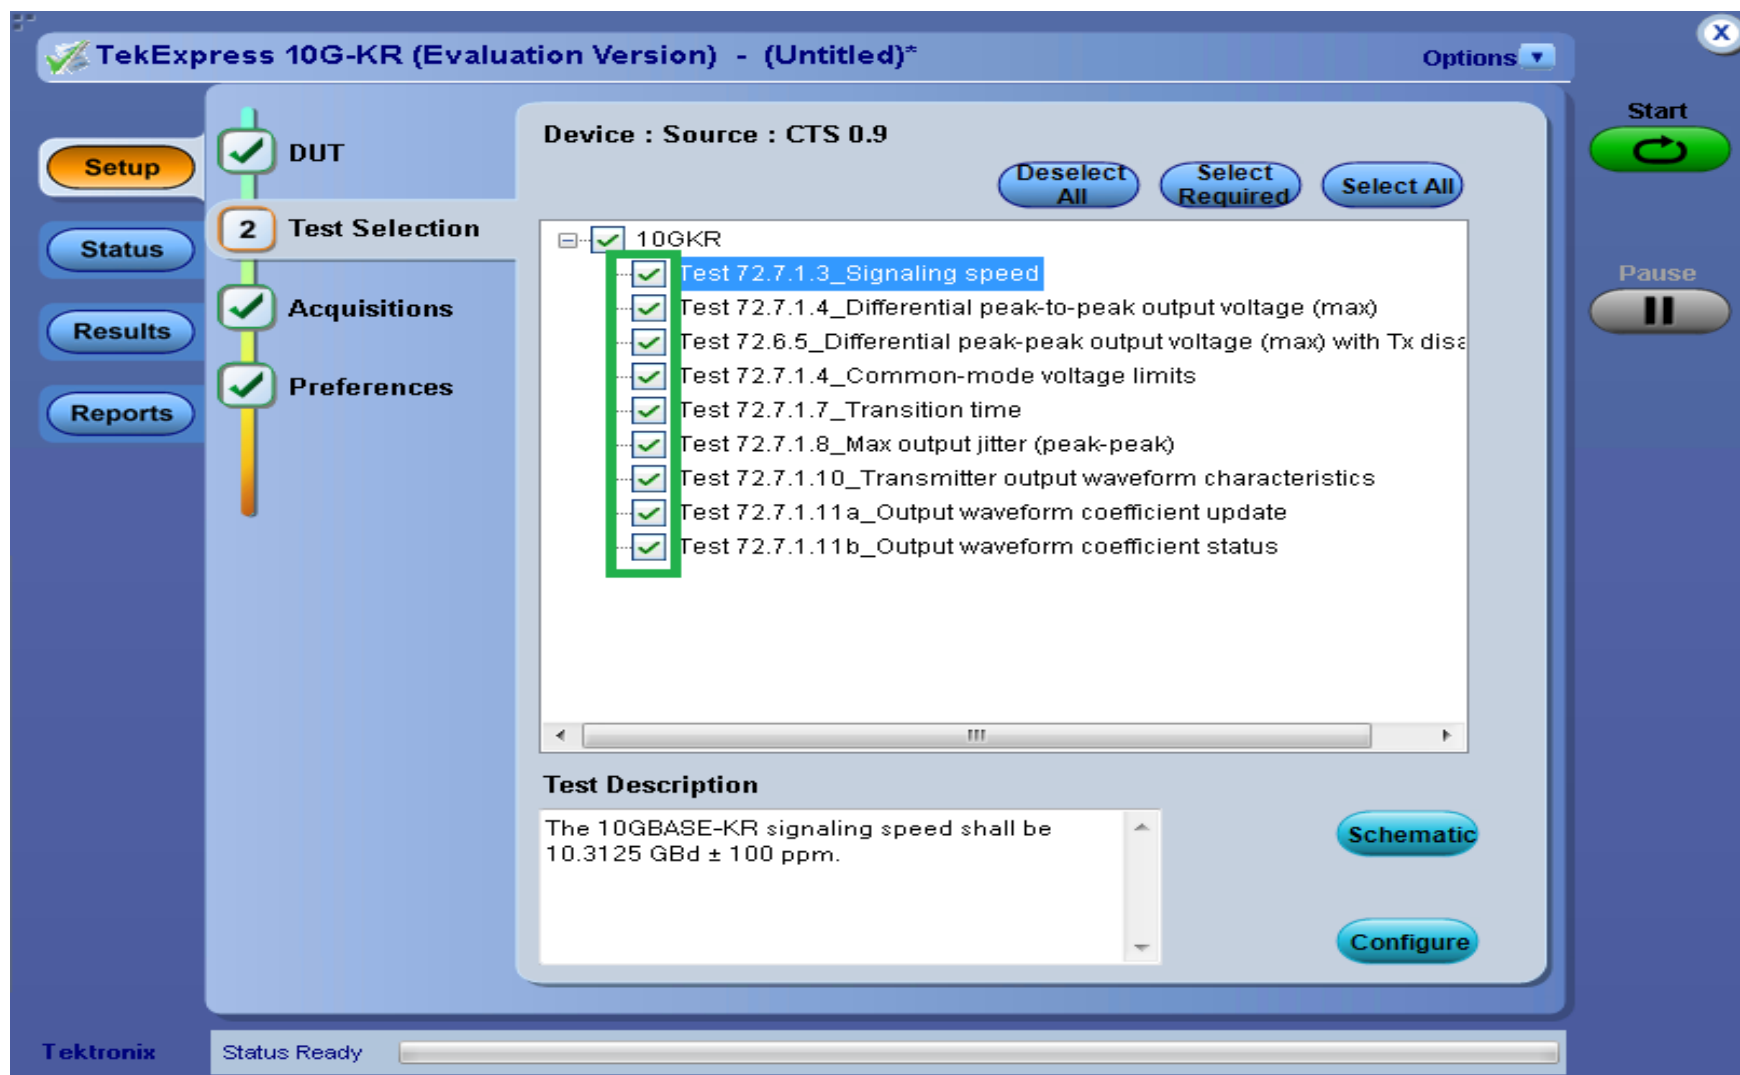 TekExpress 10G-KR (Evaluation Version) - (Untitled)*
Options
X
Setup
Status
Results
Reports
DUT
2 Test Selection
Acquisitions
Preferences
Device : Source : CTS 0.9
Deselect All
Select Required
Select All
10GKR
Test 72.7.1.3_Signaling speed
Test 72.7.1.4_Differential peak-to-peak output voltage (max)
Test 72.6.5_Differential peak-peak output voltage (max) with Tx disa
Test 72.7.1.4_Common-mode voltage limits
Test 72.7.1.7_Transition time
Test 72.7.1.8_Max output jitter (peak-peak)
Test 72.7.1.10_Transmitter output waveform characteristics
Test 72.7.1.11a_Output waveform coefficient update
Test 72.7.1.11b_Output waveform coefficient status
Test Description
The 10GBASE-KR signaling speed shall be
10.3125 GBd ± 100 ppm.
Schematic
Configure
Start
Pause
Tektronix
Status Ready